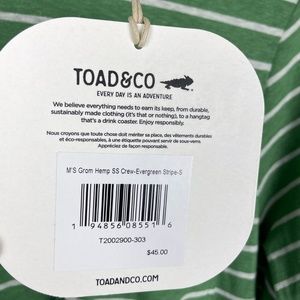 TOAD&CO
EVERY DAY IS AN ADVENTURE
We believe everything needs to earn its keep, from durable,
sustainably made clothing (it's that or nothing), to a hangtag
that's a drink coaster. Enjoy responsibly.
Nous croyons que toute chose doit mériter sa place, des vêtements durables
et éco-responsables, à une étiquette pouvant servir de sous-verre.
Appréciez de façon responsable.
M'S Grom Hemp SS Crew-Evergreen Stripe-S
1 94856 08551 6
T2002900-303
$45.00
TOADANDCO.COM